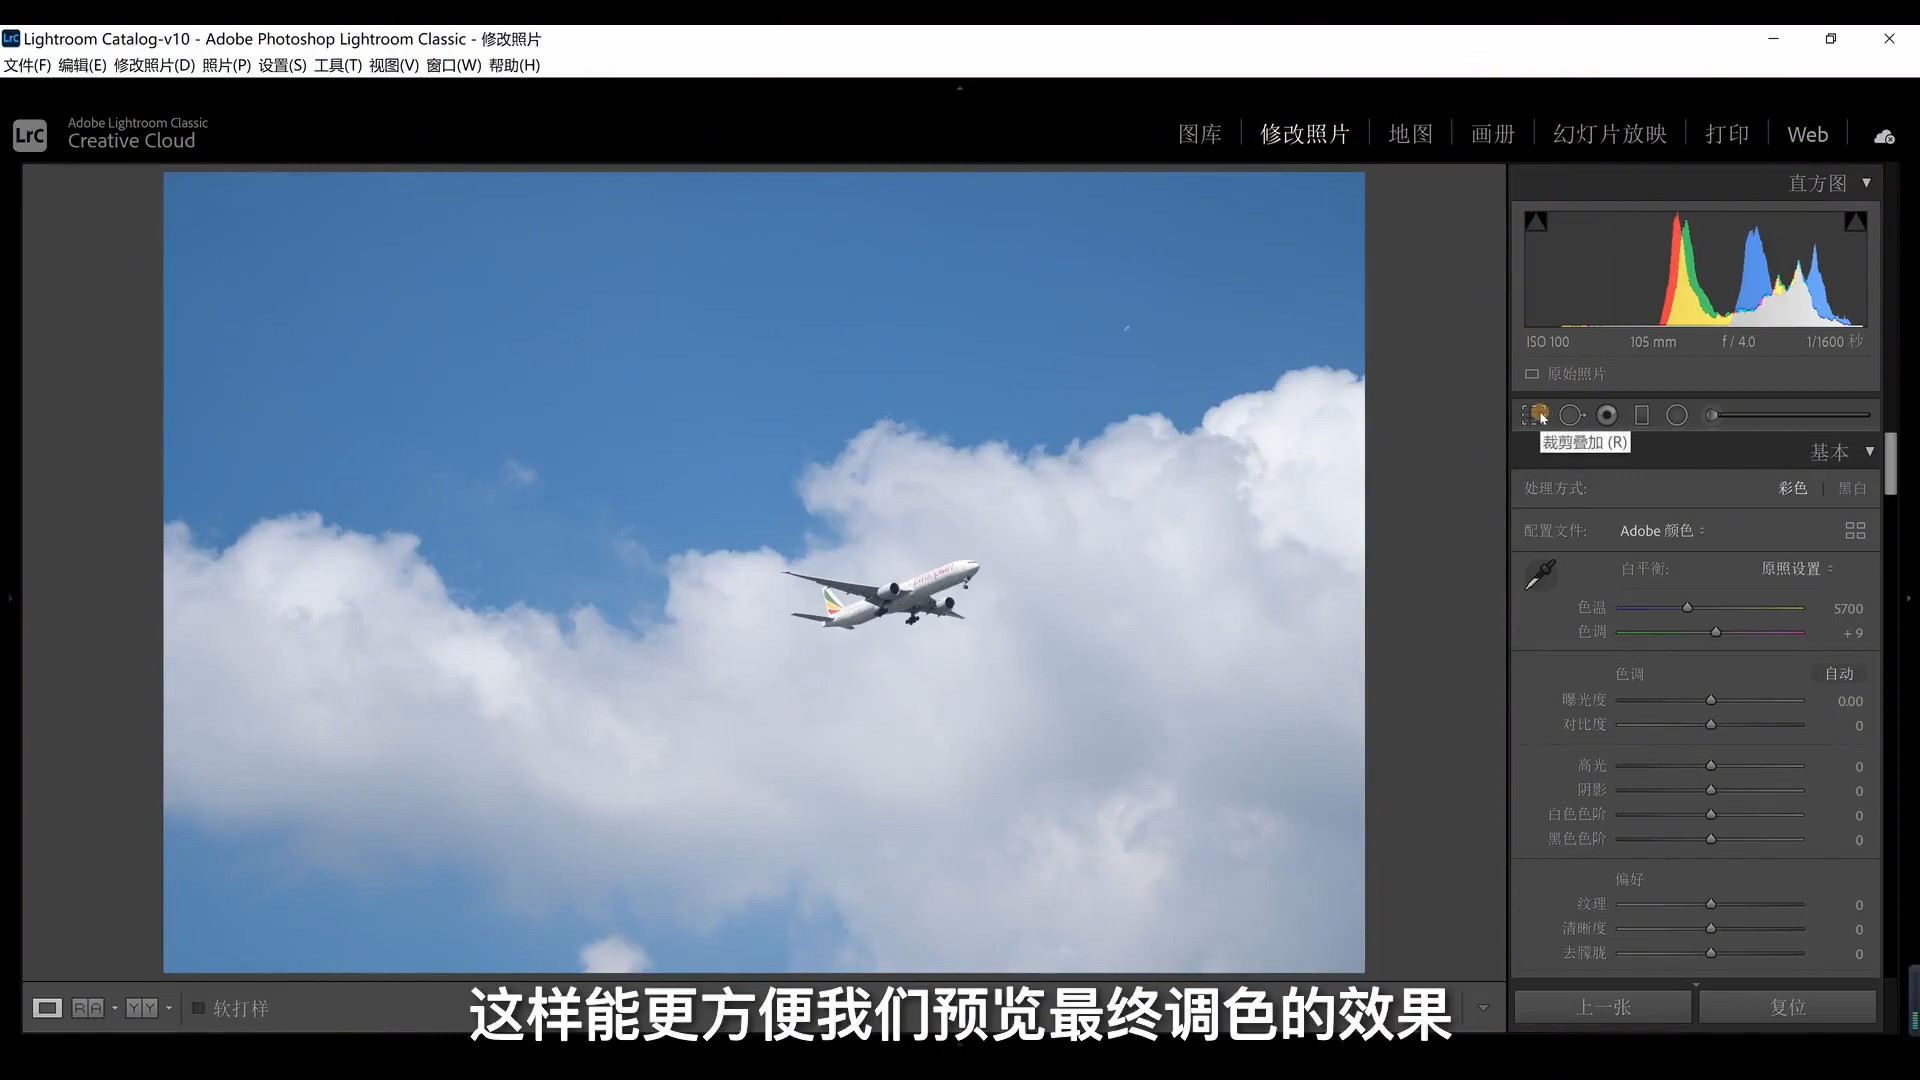 Lightroom Catalog-v10 - Adobe Photoshop Lightroom Classic - 修改照片
文件(F) 编辑(E) 修改照片(D) 照片(P) 设置(S) 工具(T) 视图(V) 窗口(W) 帮助(H)
LrC
Adobe Lightroom Classic
Creative Cloud
图库 修改照片 地图 画册 幻灯片放映 打印 Web
直方图
ISO 100 105 mm f / 4.0 1/1600 秒
原始照片
裁剪叠加 (R)
基本
处理方式: 彩色 黑白
配置文件: Adobe 颜色
白平衡: 原照设置
色温 5700
色调 + 9
色调 自动
曝光度 0.00
对比度 0
高光 0
阴影 0
白色色阶 0
黑色色阶 0
偏好
纹理 0
清晰度 0
去朦胧 0
Ethiopian
R A Y Y 软打样
这样能更方便我们预览最终调色的效果
上一张 复位